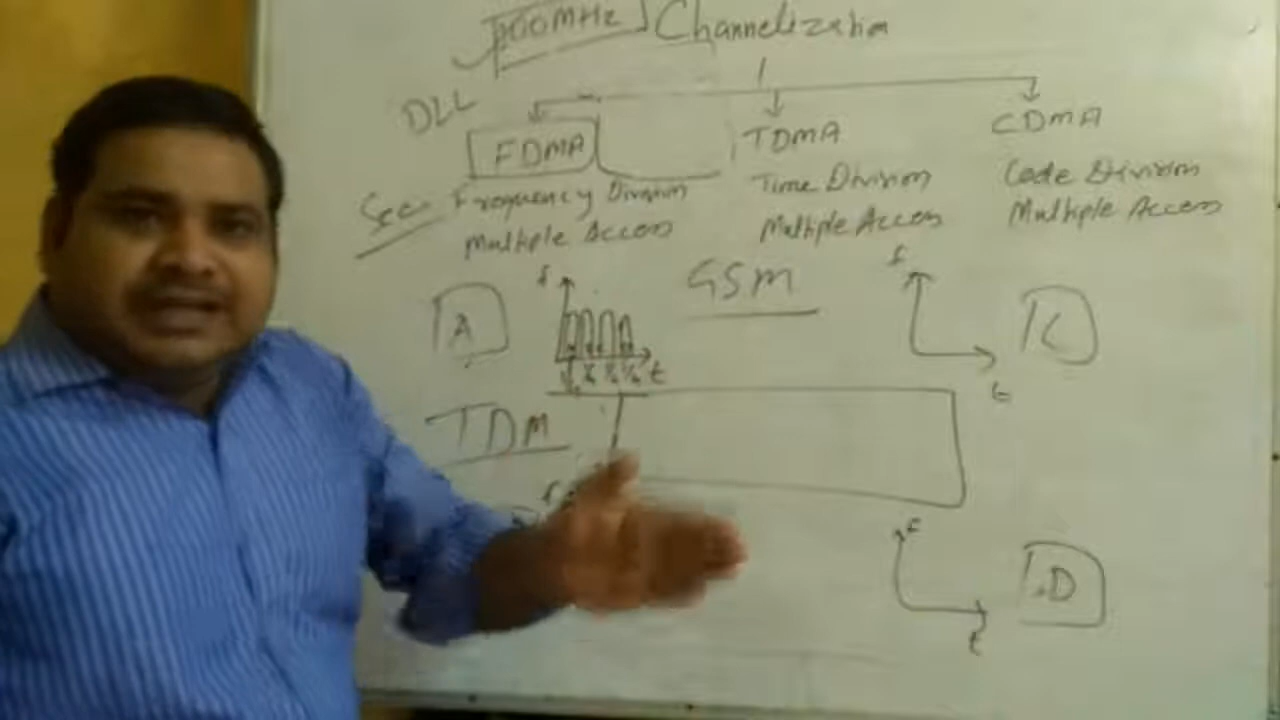 900MHz Channelization
DLL
FDMA TDMA CDMA
See Frequency Division Time Division Code Division
Multiple Access Multiple Access Multiple Access
GSM
f f
A C
t t
TDM
f
D
t